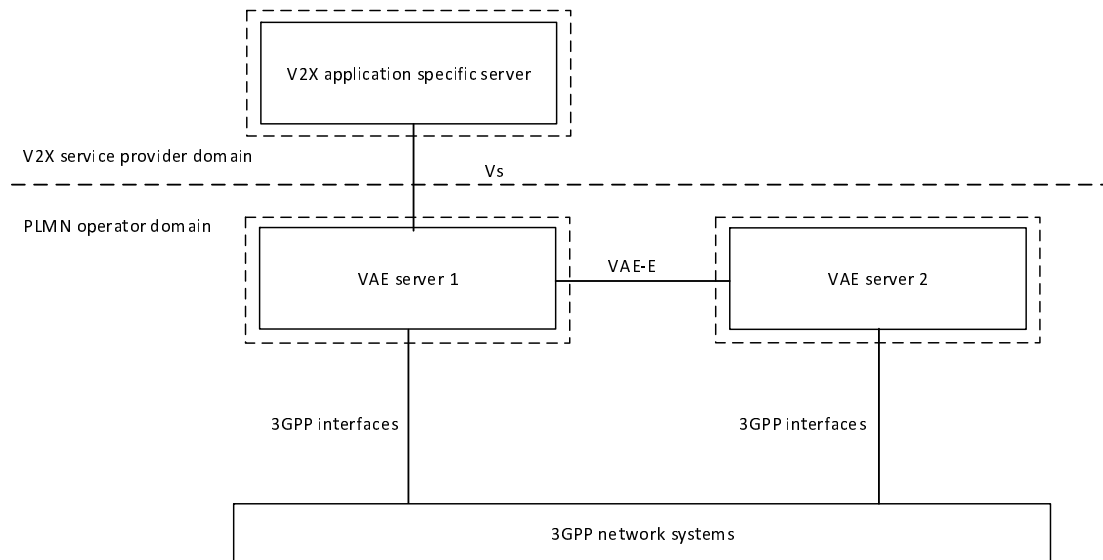 V2X application specific server
V2X service provider domain
Vs
PLMN operator domain
VAE server 1
VAE-E
VAE server 2
3GPP interfaces
3GPP interfaces
3GPP network systems